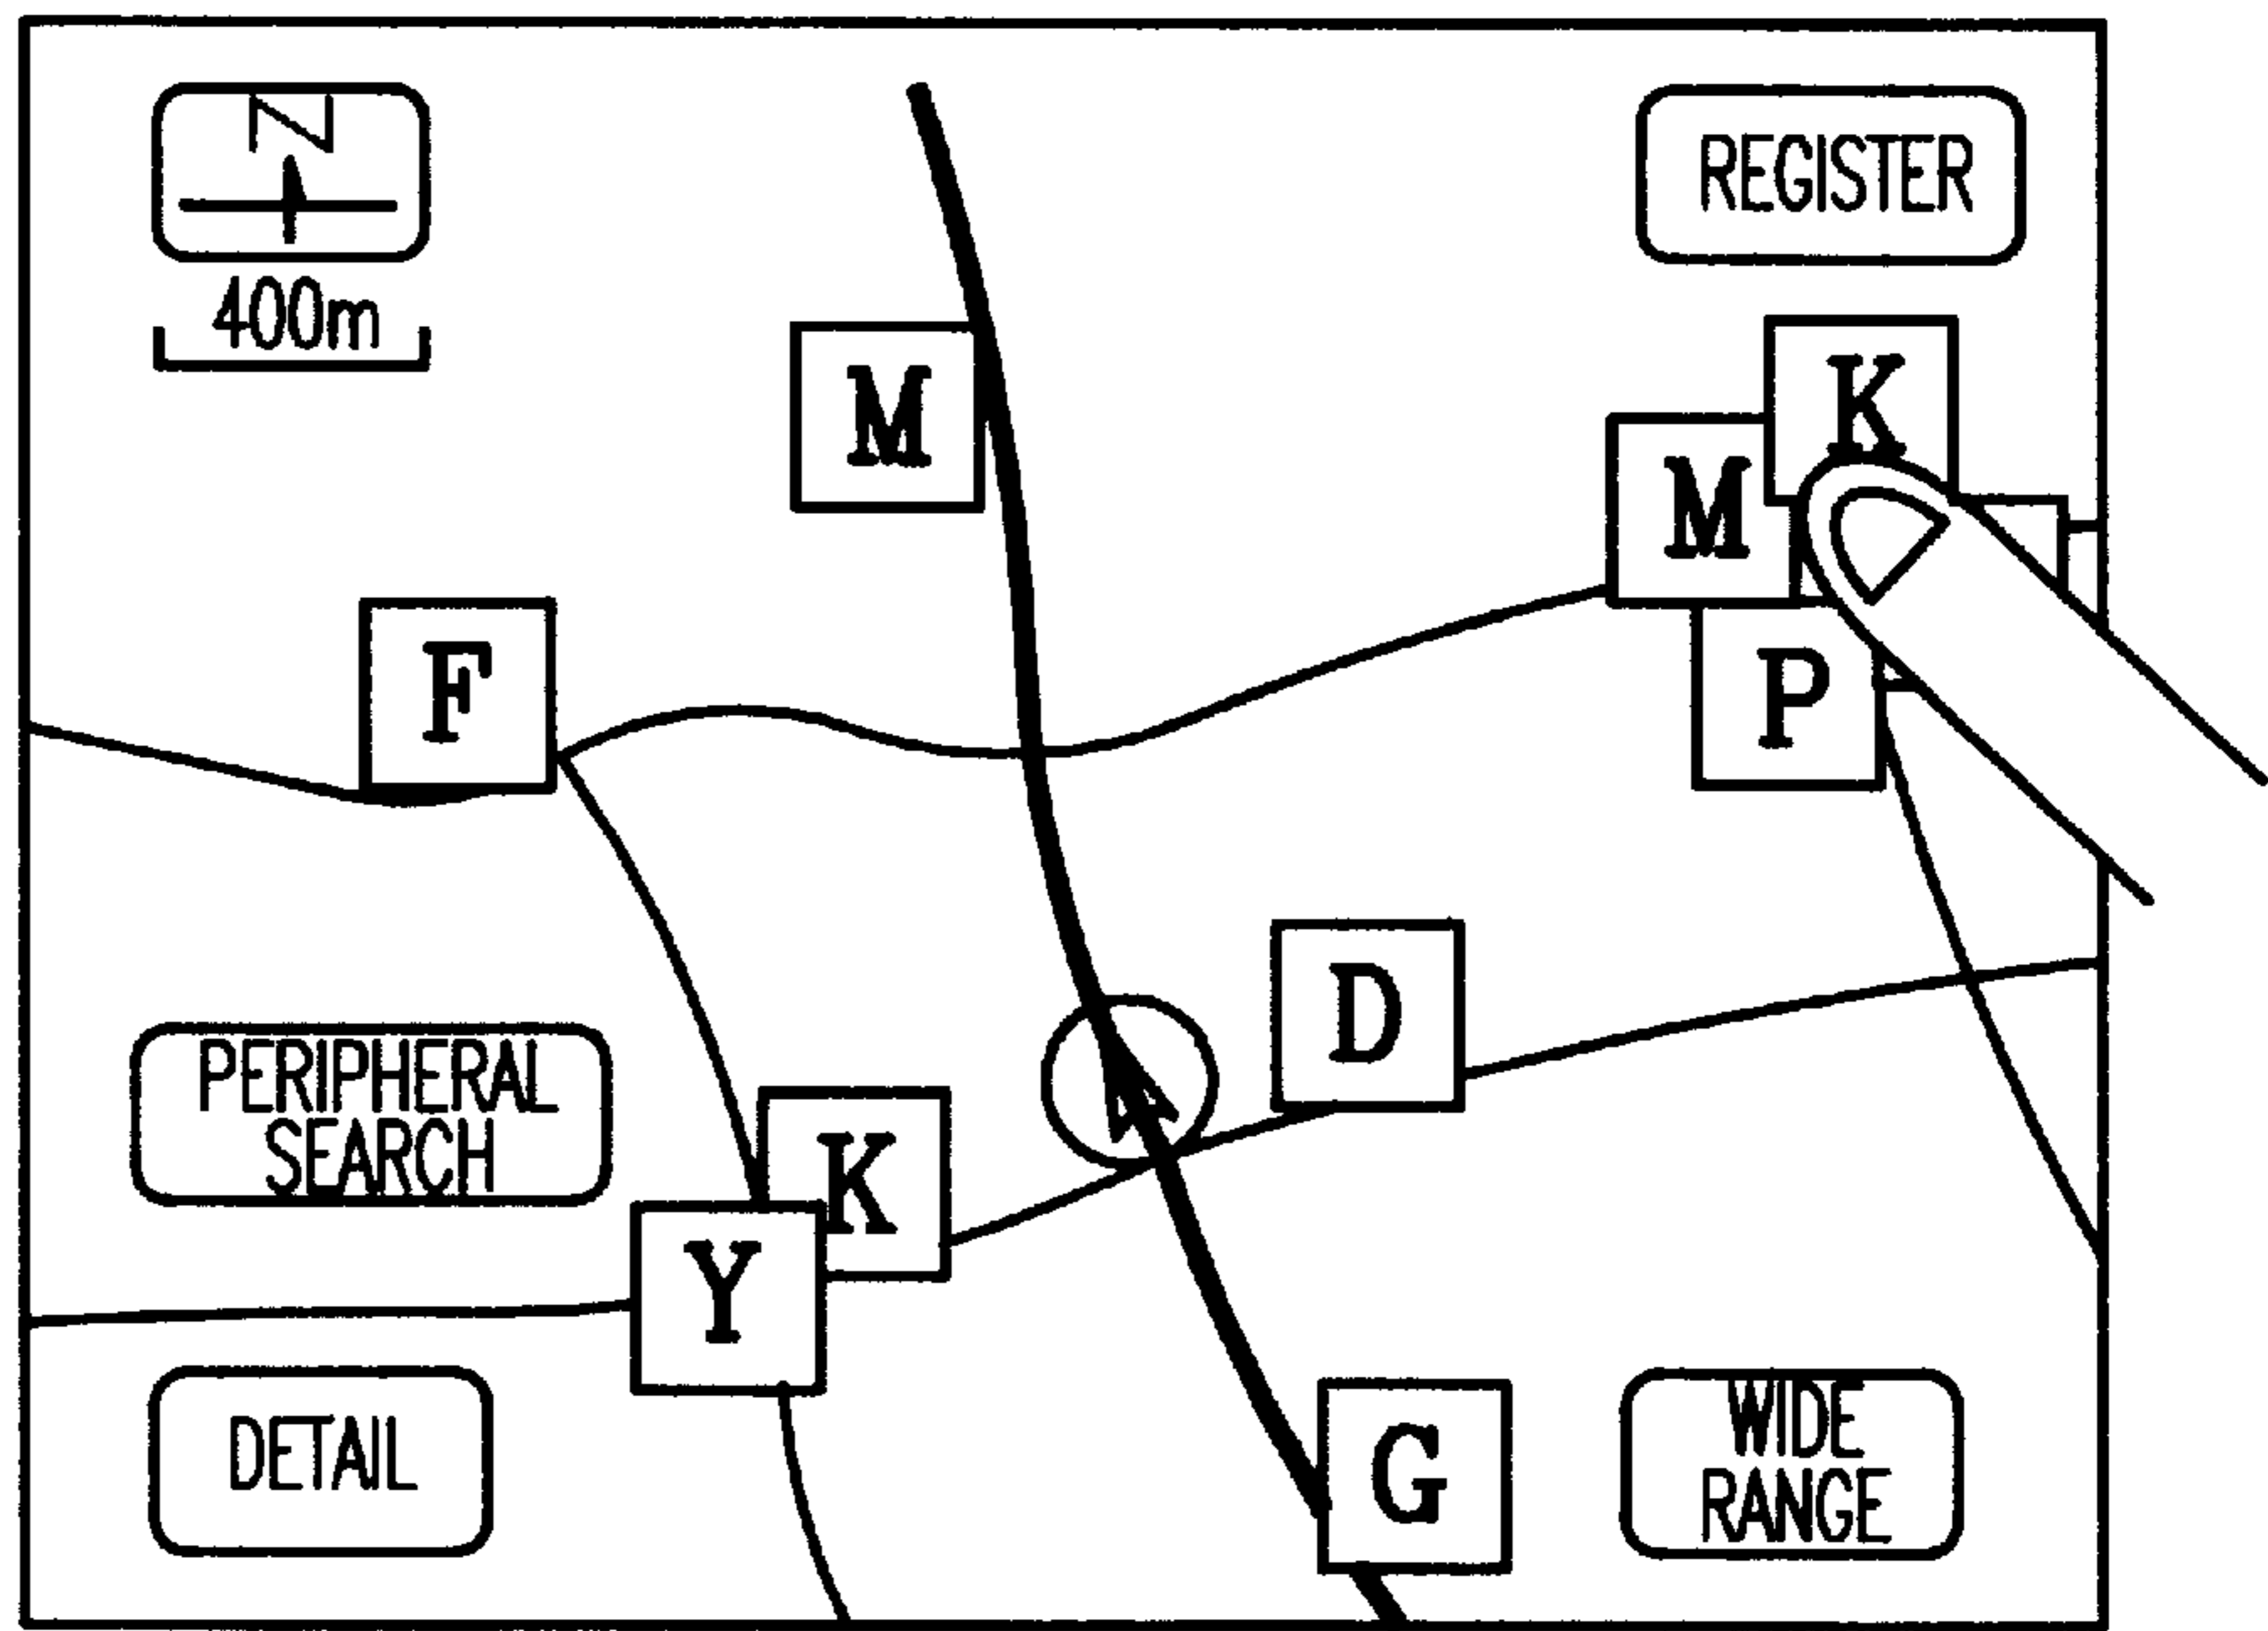 N
REGISTER
400m
M
K
M
F
P
D
PERIPHERAL
SEARCH
K
Y
DETAIL
G
WIDE
RANGE